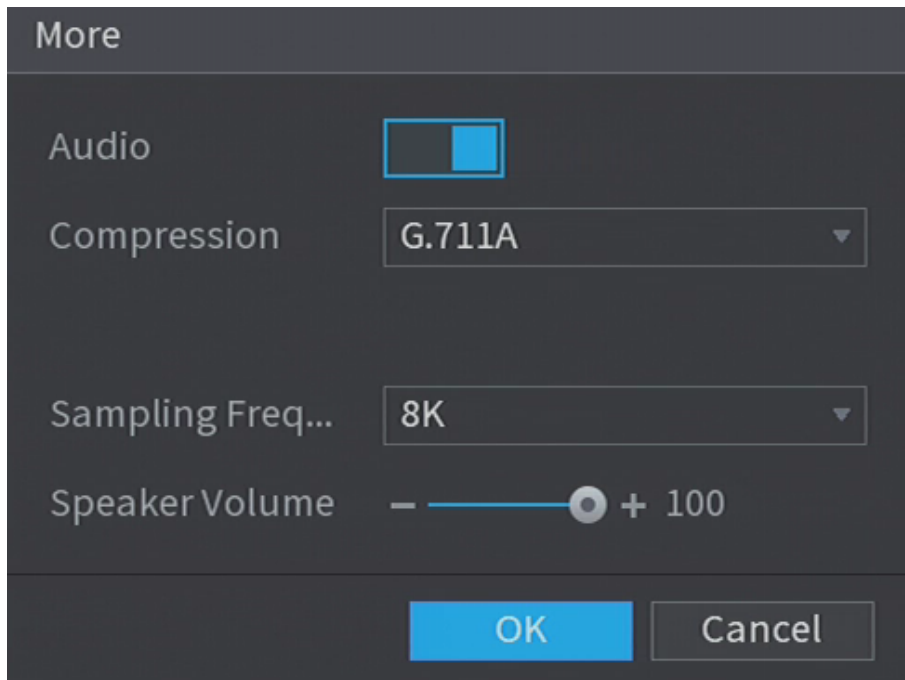 More
Audio
Compression G.711A
Sampling Freq... 8K
Speaker Volume − + 100
OK Cancel